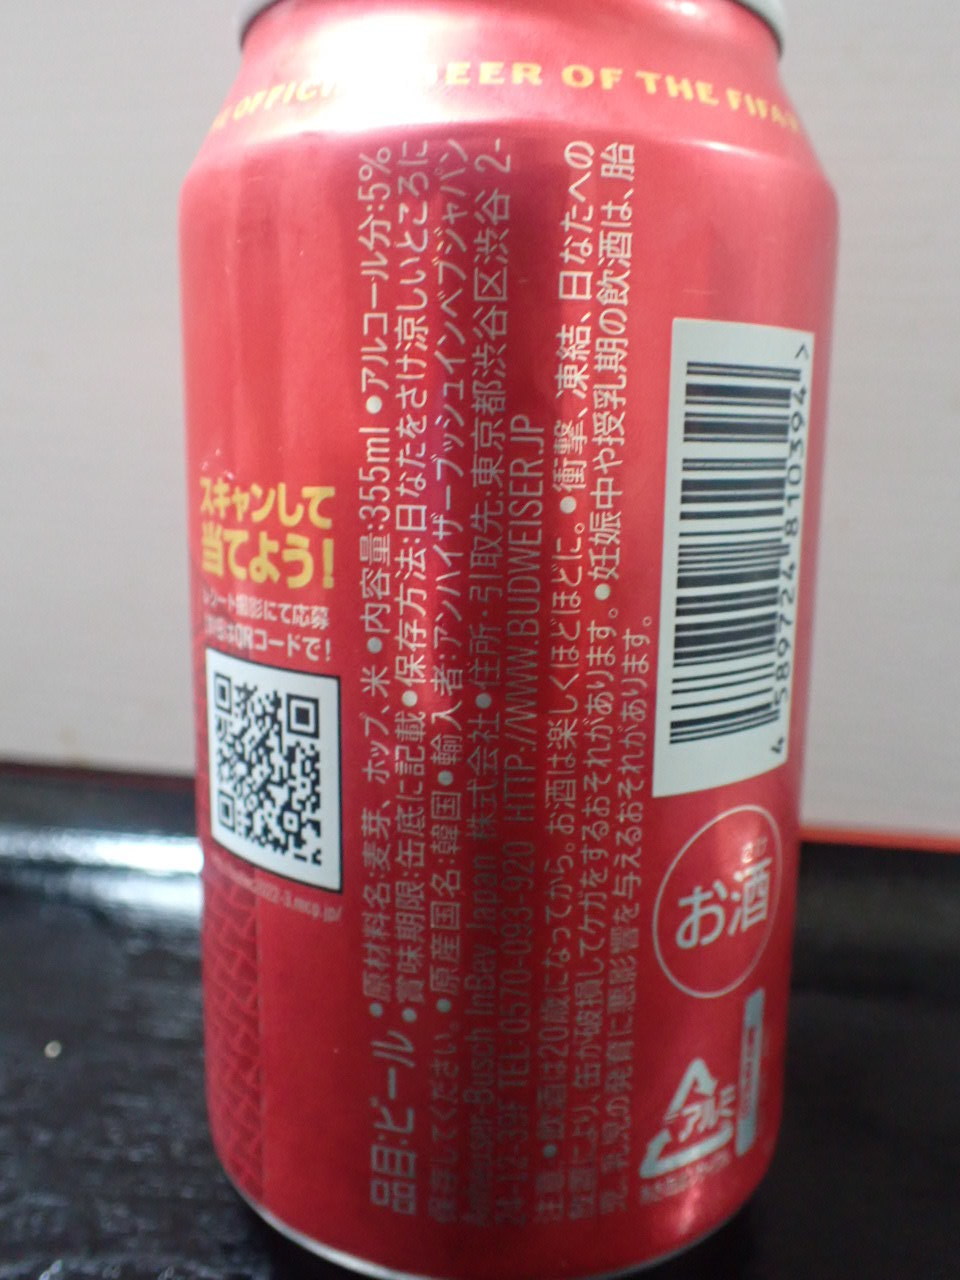 OFFICI BEER OF THE FIFA
スキャンして
当てよう!
レシート撮影にて応募
QRコードで!
品目:ビール ●原材料名:麦芽、ホップ、米 ●内容量:355ml ●アルコール分:5%
●賞味期限:缶底に記載 ●保存方法:日なたをさけ涼しいところに
保存してください。●原産国名:韓国 ●輸入者:アンハイザーブッシュインベブジャパン
Anheuser-Busch InBev Japan 株式会社 ●住所・引取先:東京都渋谷区渋谷 2-
24-12-39F TEL:0570-093-920 HTTP://WWW.BUDWEISER.JP
注意 ●飲酒は20歳になってから。お酒は楽しくほどほどに。●衝撃、凍結、日なたへの
放置により、缶が破損してケガをするおそれがあります。●妊娠中や授乳期の飲酒は、胎
児、乳児の発育に悪影響を与えるおそれがあります。
4 589724 810394 >
お酒
アルミ